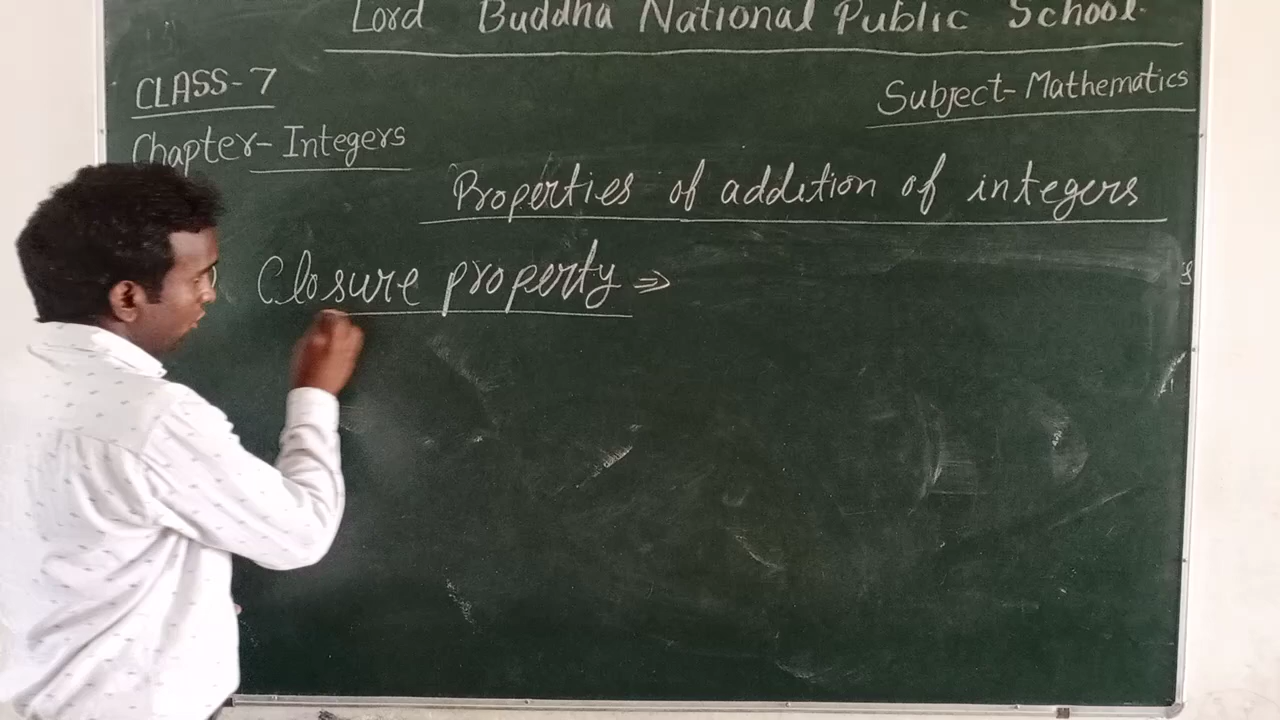 Lord Buddha National Public School.
CLASS-7
Subject-Mathematics
Chapter-Integers
Properties of addition of integers
Closure property ⇒